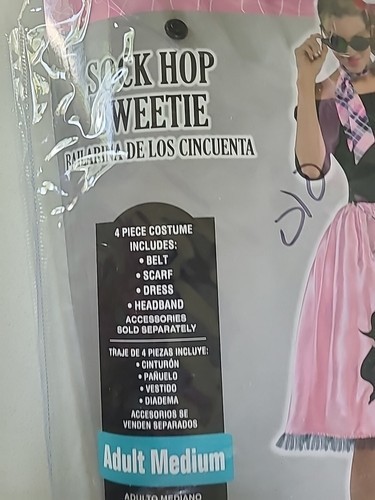 SOCK HOP
SWEETIE
BAILARINA DE LOS CINCUENTA
4 PIECE COSTUME
INCLUDES:
• BELT
• SCARF
• DRESS
• HEADBAND
ACCESSORIES
SOLD SEPARATELY
TRAJE DE 4 PIEZAS INCLUYE:
• CINTURÓN
• PAÑUELO
• VESTIDO
• DIADEMA
ACCESORIOS SE
VENDEN SEPARADOS
Adult Medium
ADULTO MEDIANO